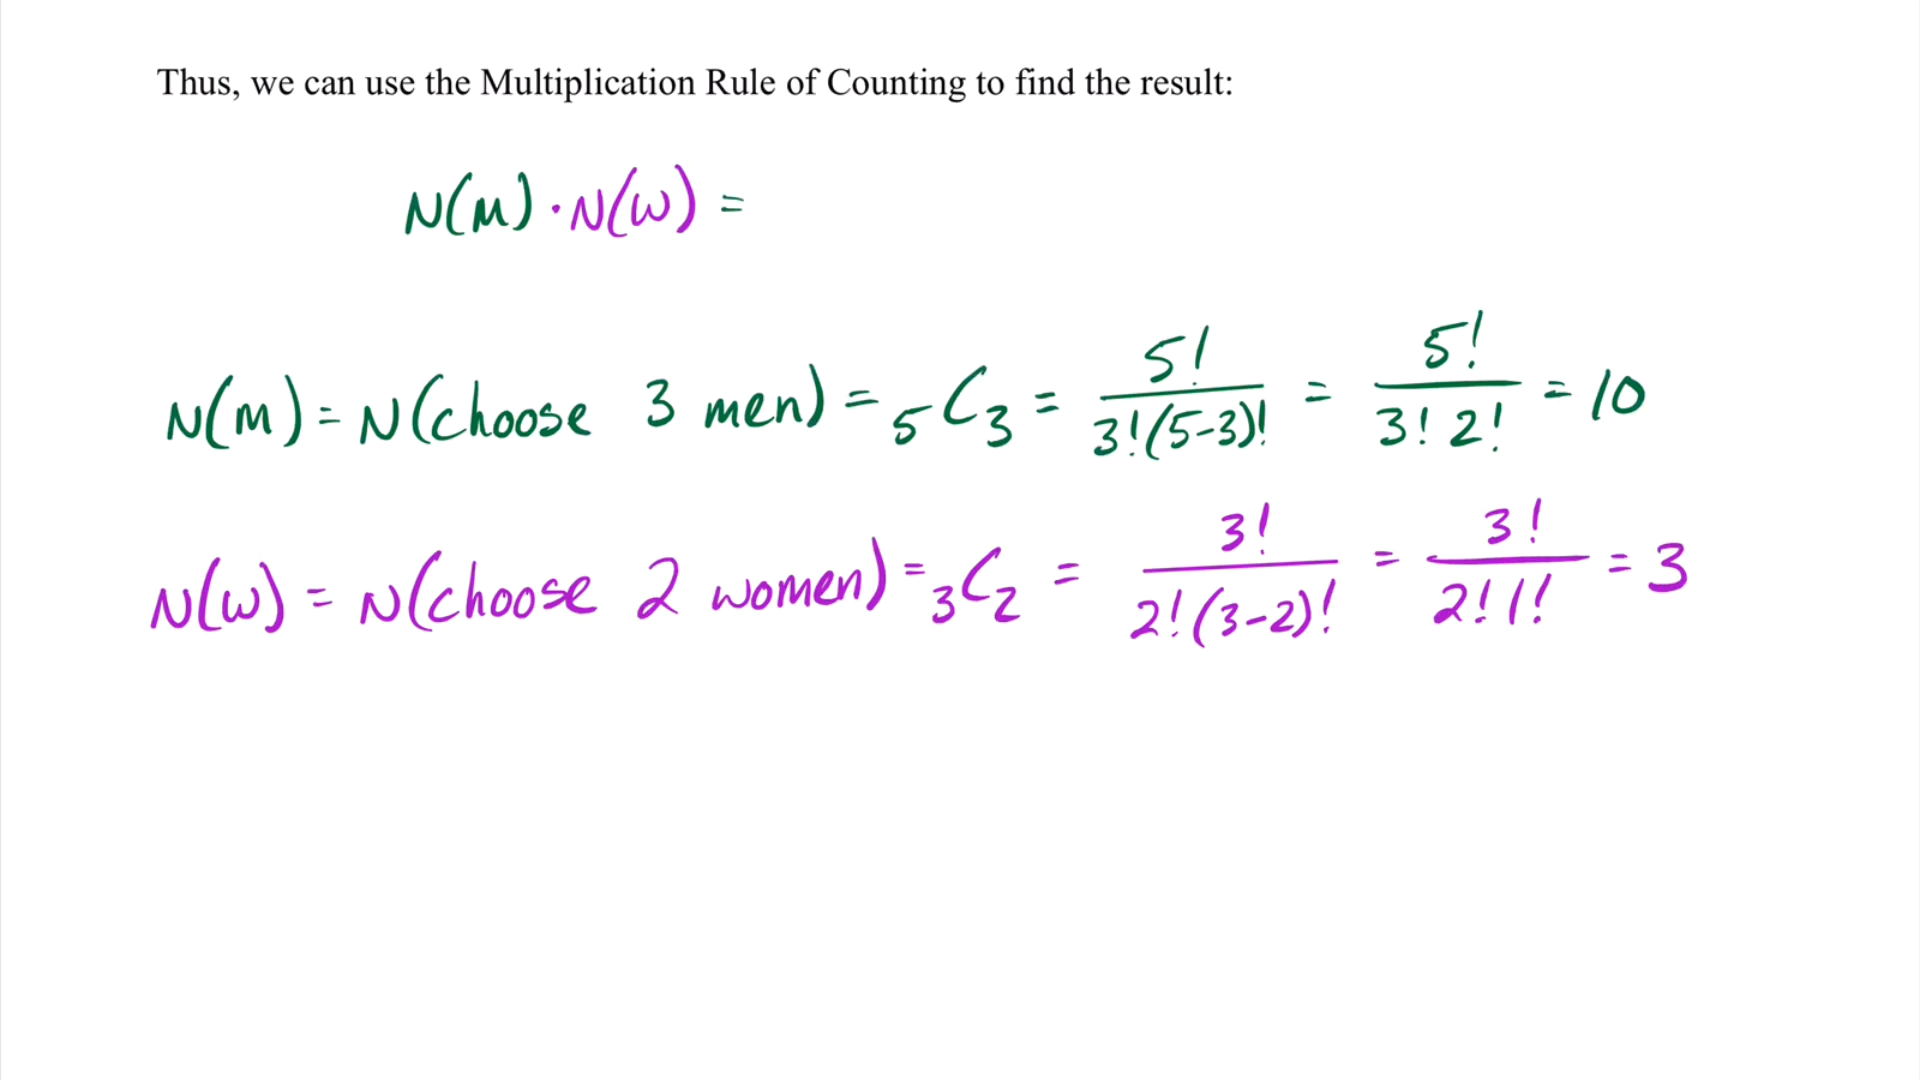 Thus, we can use the Multiplication Rule of Counting to find the result:
N(M) · N(W) =
N(M) = N(choose 3 men) = ₅C₃ = 5!/(3!(5-3)!) = 5!/(3! 2!) = 10
N(W) = N(choose 2 women) = ₃C₂ = 3!/(2!(3-2)!) = 3!/(2! 1!) = 3